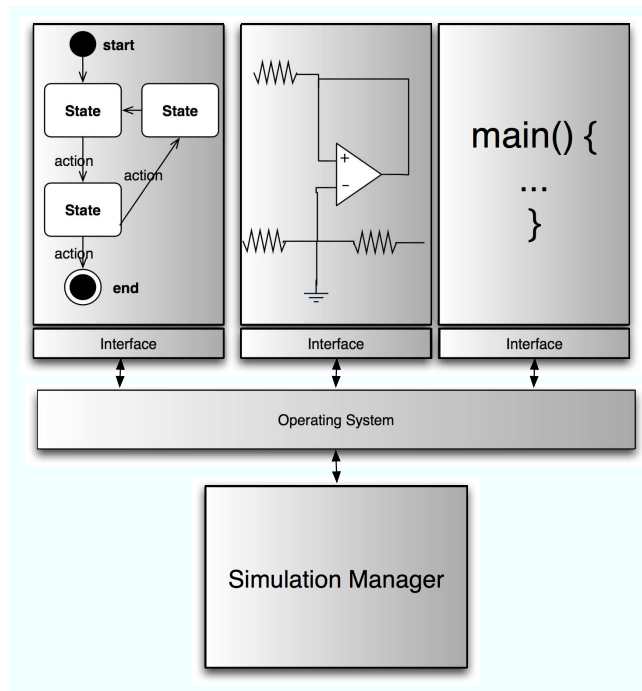 start
State
State
action
action
State
action
end
+
−
main() {
...
}
Interface
Interface
Interface
Operating System
Simulation Manager